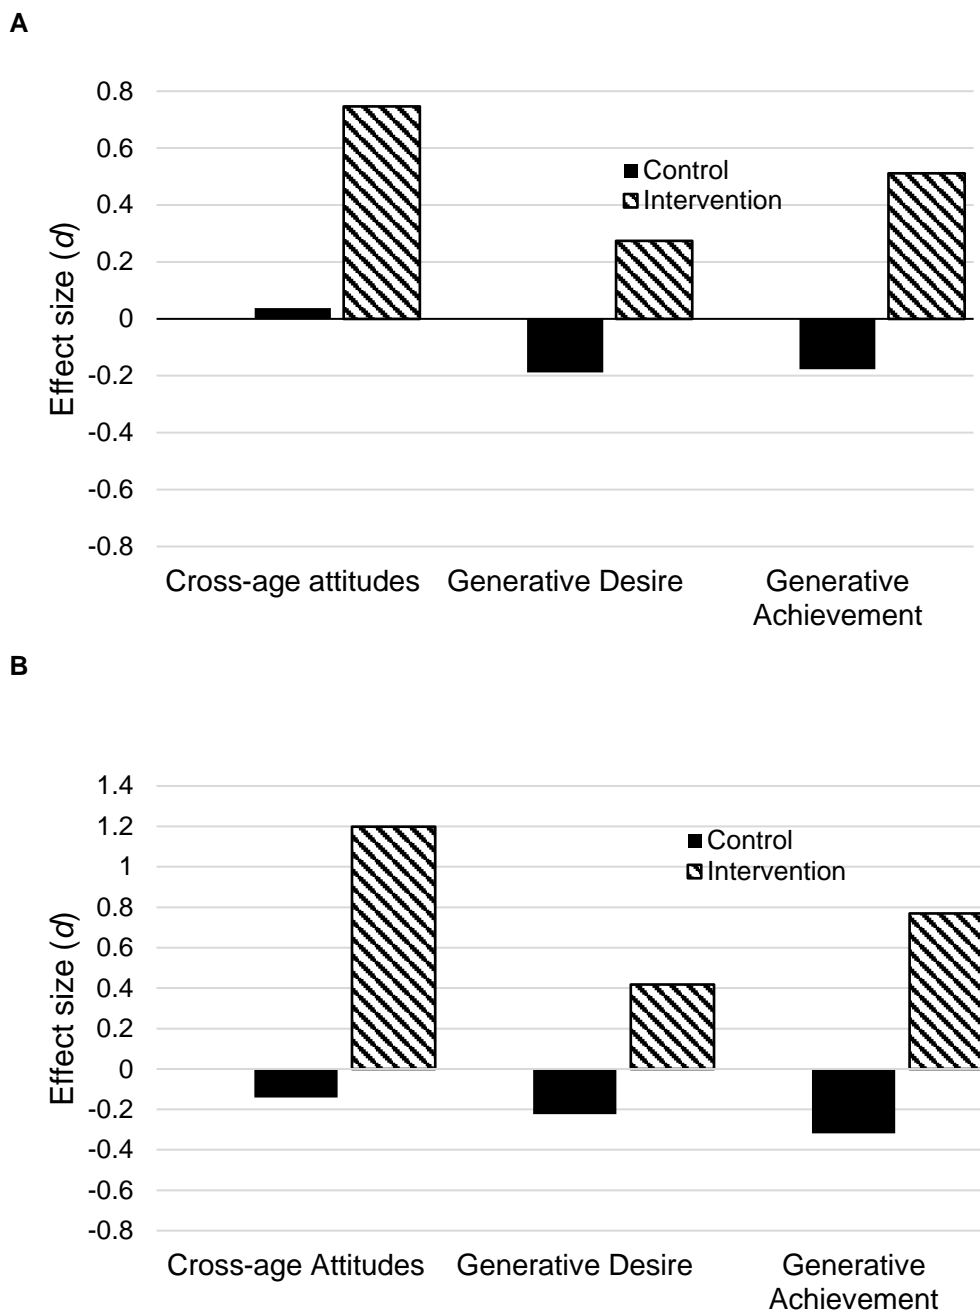 A
0.8
0.6
0.4
0.2
0
-0.2
-0.4
-0.6
-0.8
Effect size (d)
Control
Intervention
Cross-age attitudes
Generative Desire
Generative
Achievement
B
1.4
1.2
1
0.8
0.6
0.4
0.2
0
-0.2
-0.4
-0.6
-0.8
Effect size (d)
Control
Intervention
Cross-age Attitudes
Generative Desire
Generative
Achievement